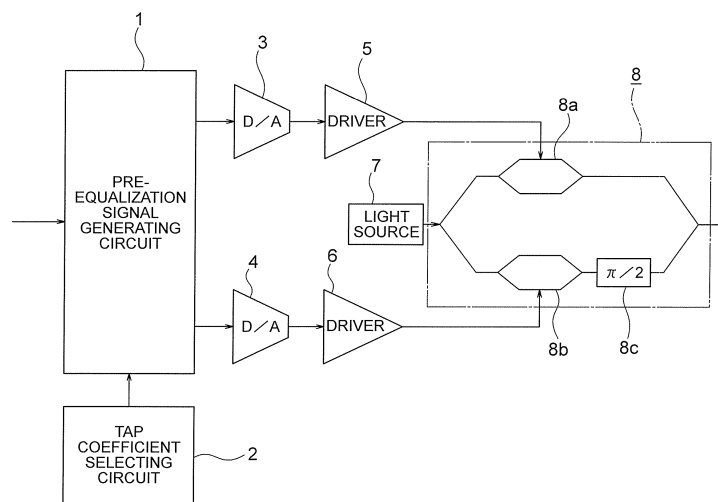 1
PRE-
EQUALIZATION
SIGNAL
GENERATING
CIRCUIT
3
D/A
5
DRIVER
8
8a
7
LIGHT
SOURCE
4
D/A
6
DRIVER
π/2
8b
8c
TAP
COEFFICIENT
SELECTING
CIRCUIT
2